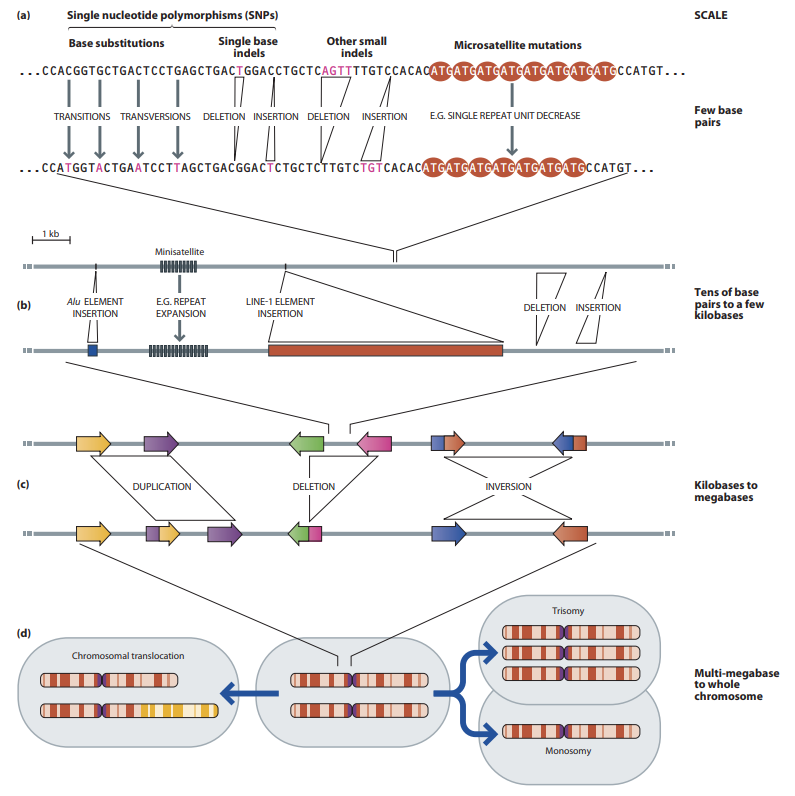 (a)
Single nucleotide polymorphisms (SNPs)
SCALE
Base substitutions
Single base
indels
Other small
indels
Microsatellite mutations
...CCACGGTGCTGACTCCTGAGCTGACTGGACCTGCTCAGTTTTGTCCACACATGATGATGATGATGATGATGATGCCATGT...
TRANSITIONS TRANSVERSIONS DELETION INSERTION DELETION INSERTION E.G. SINGLE REPEAT UNIT DECREASE
Few base
pairs
...CCATGGTACTGAATCCTTAGCTGACGGACTCTGCTCTTGTCTGTCACACATGATGATGATGATGATGATGCCATGT...
1 kb
Minisatellite
(b)
Alu ELEMENT
INSERTION
E.G. REPEAT
EXPANSION
LINE-1 ELEMENT
INSERTION
DELETION INSERTION
Tens of base
pairs to a few
kilobases
(c)
DUPLICATION DELETION INVERSION
Kilobases to
megabases
(d)
Chromosomal translocation
Trisomy
Monosomy
Multi-megabase
to whole
chromosome